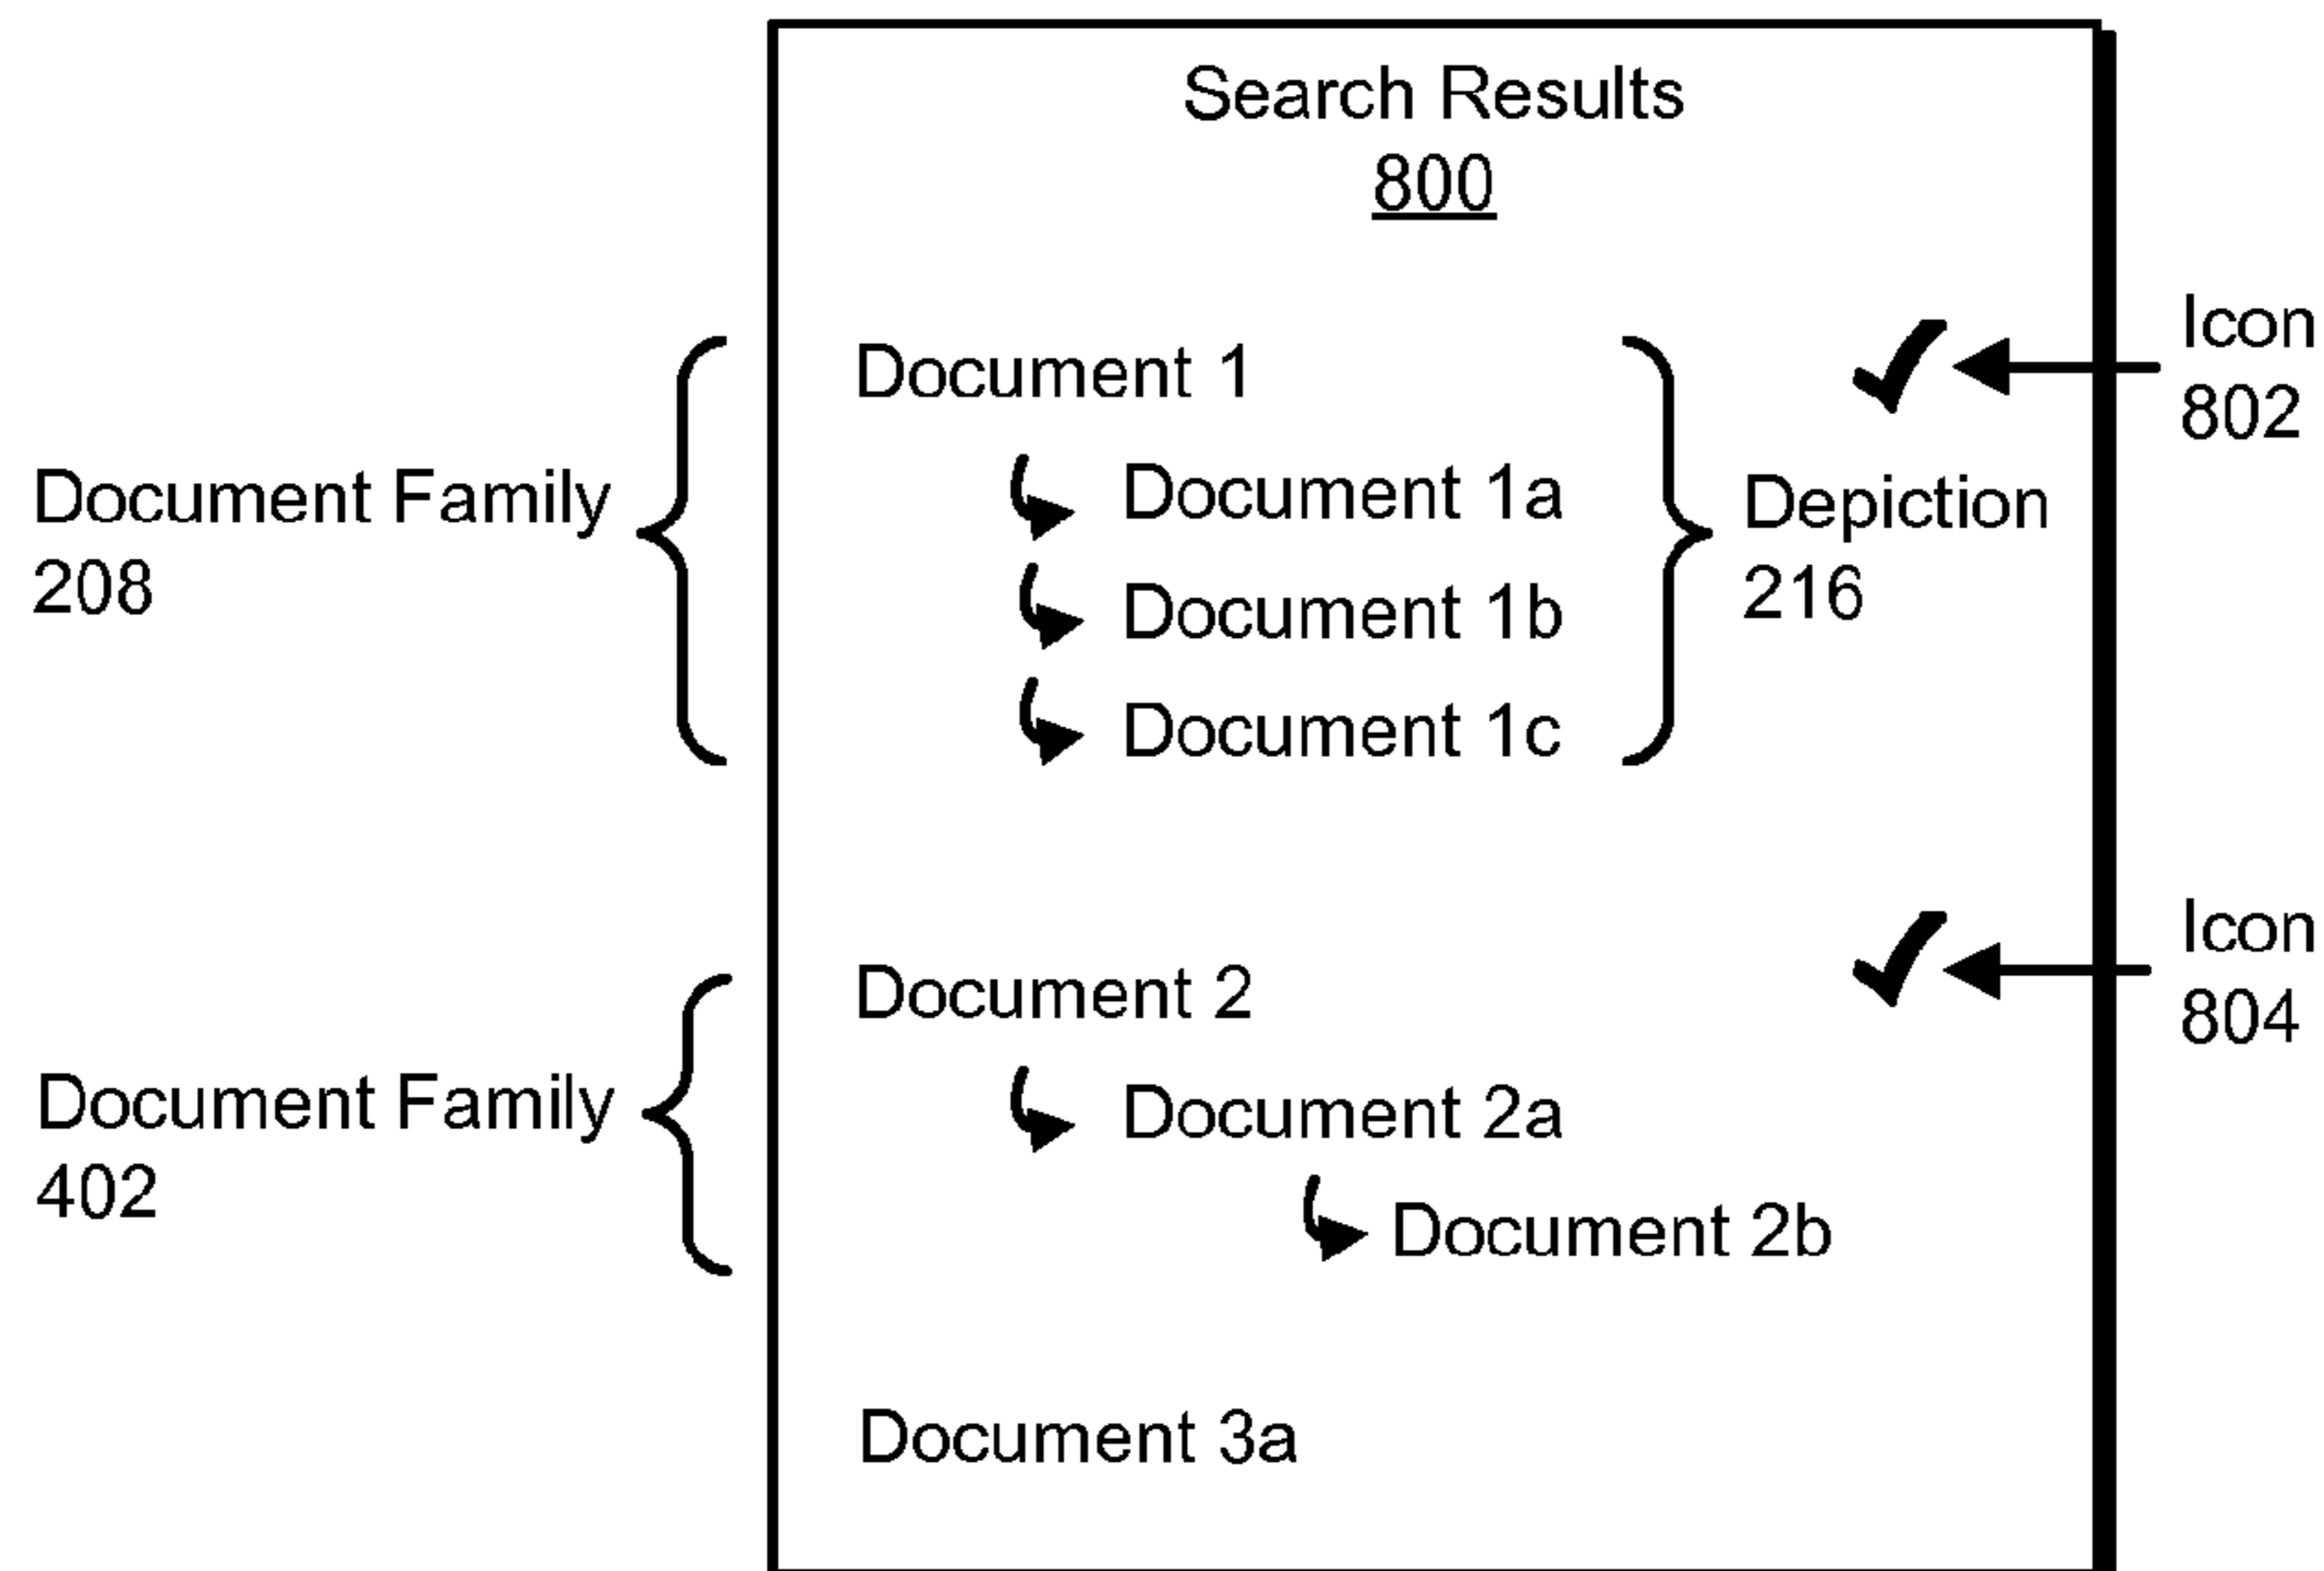 Search Results
800
Document 1
Icon
802
Document Family
208
Document 1a
Depiction
216
Document 1b
Document 1c
Document 2
Icon
804
Document Family
402
Document 2a
Document 2b
Document 3a